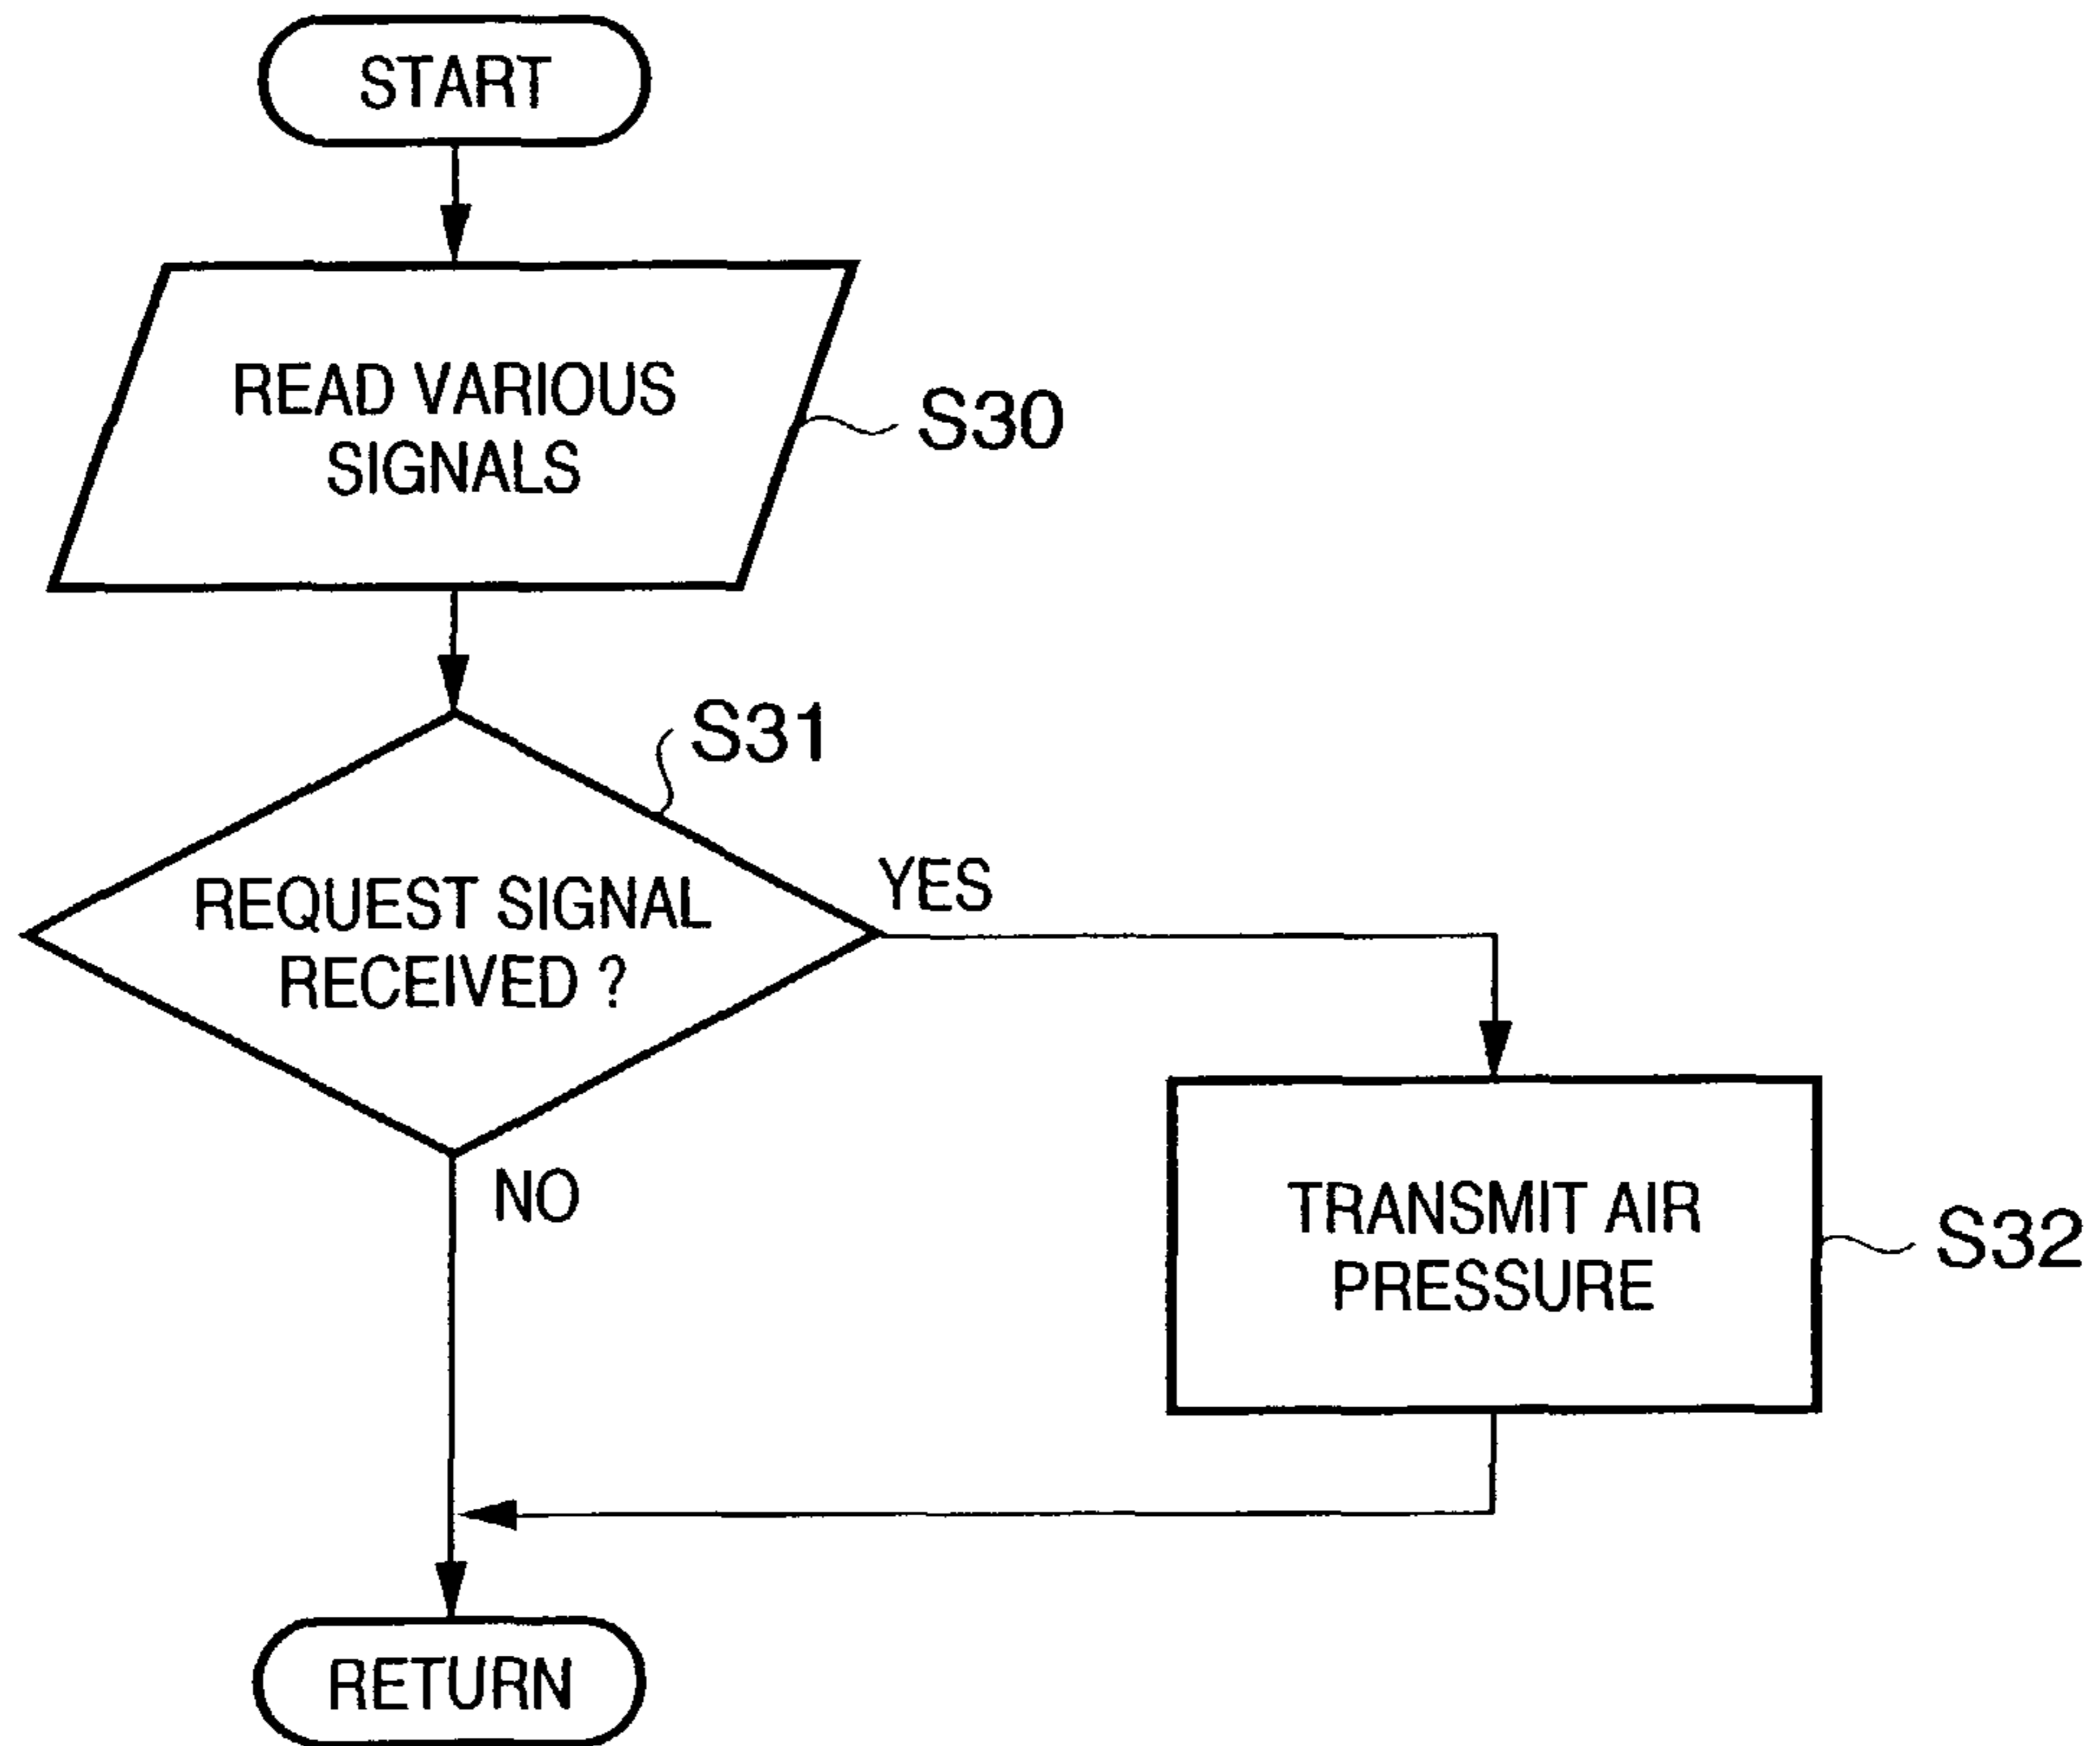 START
READ VARIOUS
SIGNALS
S30
S31
REQUEST SIGNAL
RECEIVED ?
YES
NO
TRANSMIT AIR
PRESSURE
S32
RETURN